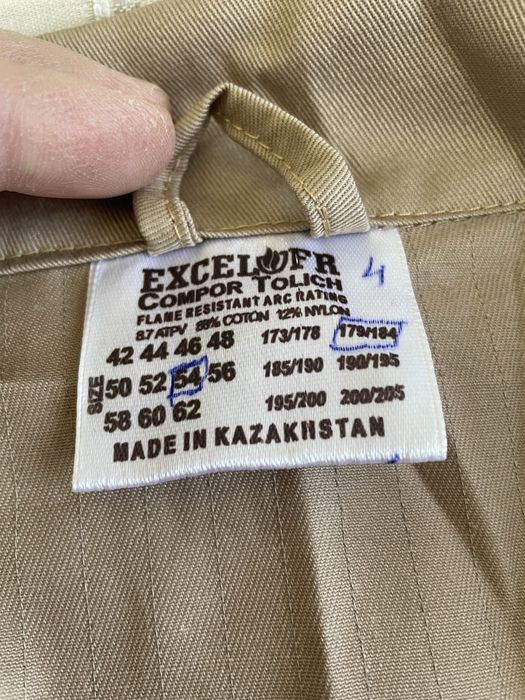 EXCEL FR
COMPOR TOLICH
4
FLAME RESISTANT ARC RATING
8.7 ATPV 88% COTTON 12% NYLON
SIZE
42 44 46 48 173/178 179/184
50 52 54 56 185/190 190/195
58 60 62 195/200 200/205
MADE IN KAZAKHSTAN